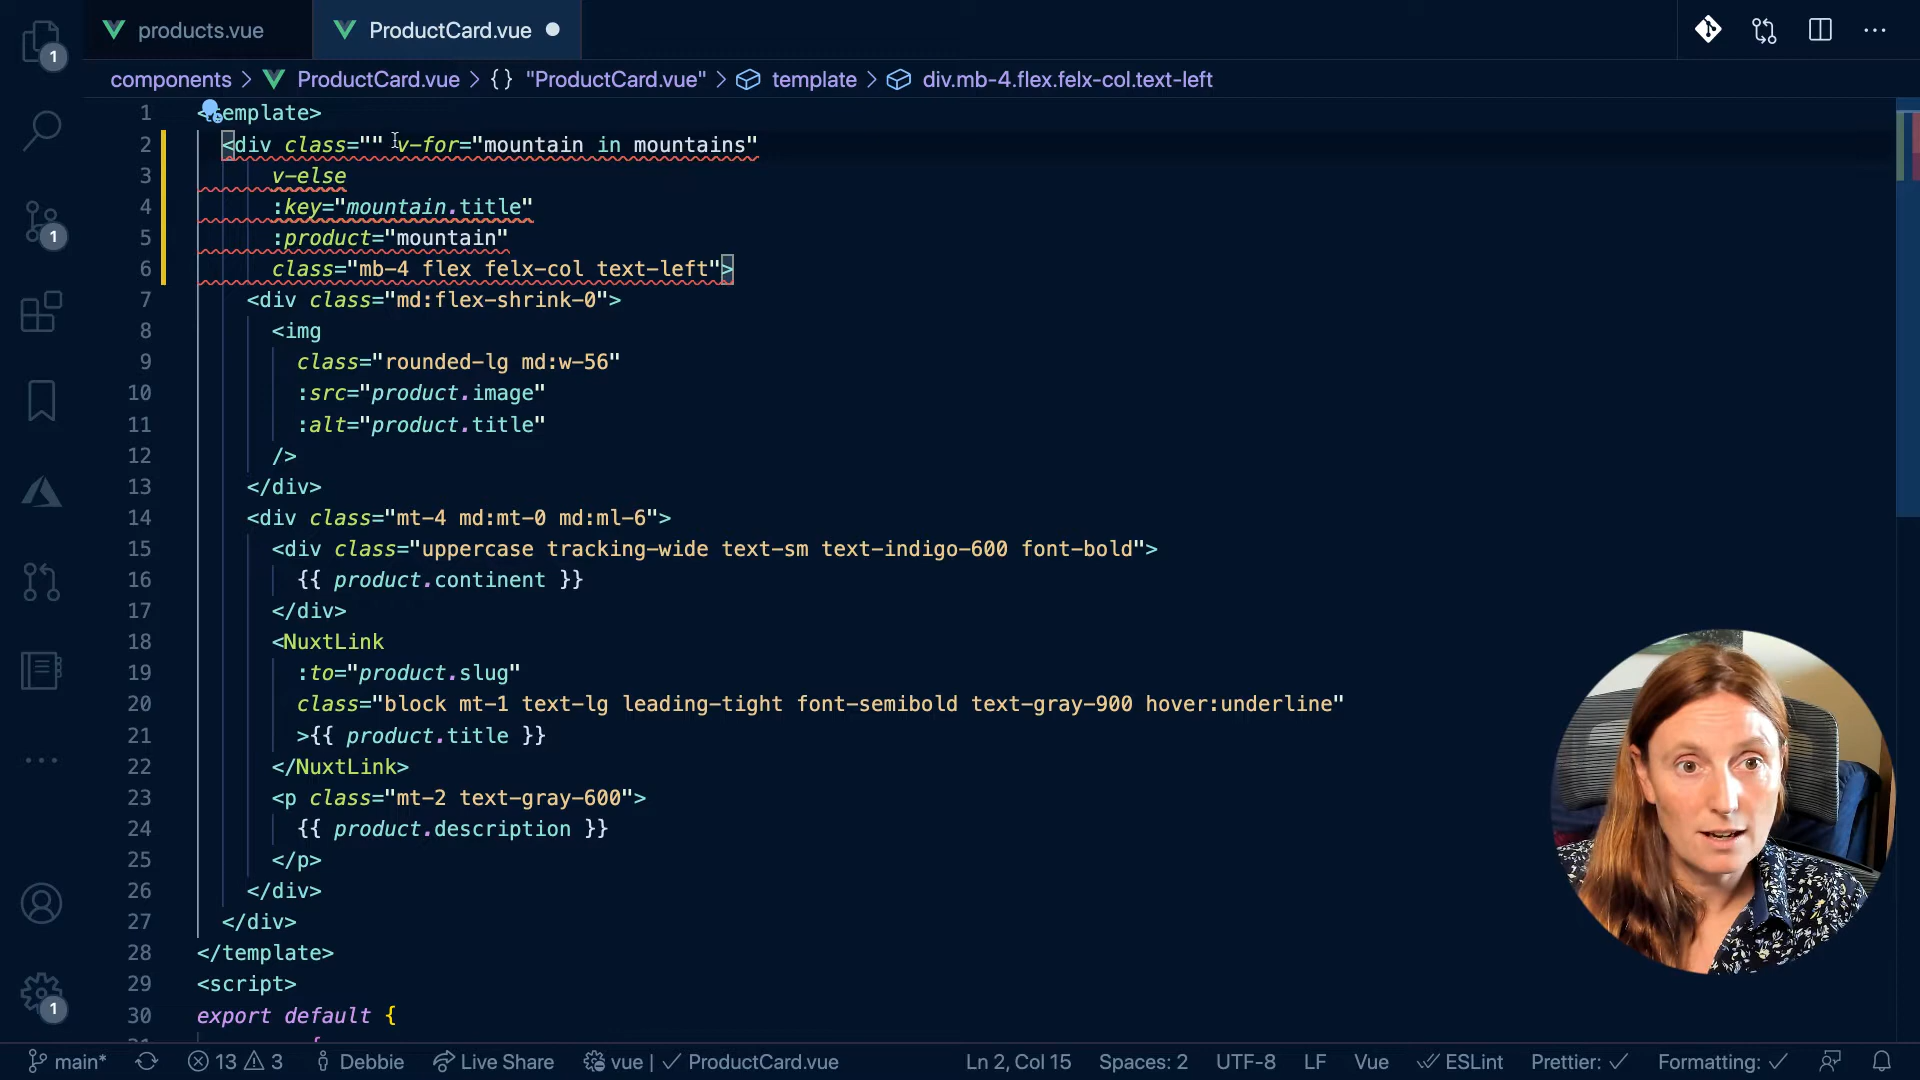 products.vue
ProductCard.vue
components > ProductCard.vue > {} "ProductCard.vue" > template > div.mb-4.flex.felx-col.text-left
1 <template>
2 <div class="" v-for="mountain in mountains"
3 v-else
4 :key="mountain.title"
5 :product="mountain"
6 class="mb-4 flex felx-col text-left">
7 <div class="md:flex-shrink-0">
8 <img
9 class="rounded-lg md:w-56"
10 :src="product.image"
11 :alt="product.title"
12 />
13 </div>
14 <div class="mt-4 md:mt-0 md:ml-6">
15 <div class="uppercase tracking-wide text-sm text-indigo-600 font-bold">
16 {{ product.continent }}
17 </div>
18 <NuxtLink
19 :to="product.slug"
20 class="block mt-1 text-lg leading-tight font-semibold text-gray-900 hover:underline"
21 >{{ product.title }}
22 </NuxtLink>
23 <p class="mt-2 text-gray-600">
24 {{ product.description }}
25 </p>
26 </div>
27 </div>
28 </template>
29 <script>
30 export default {
1
1
1
main* 13 3 Debbie Live Share vue | ProductCard.vue Ln 2, Col 15 Spaces: 2 UTF-8 LF Vue ESLint Prettier: Formatting: